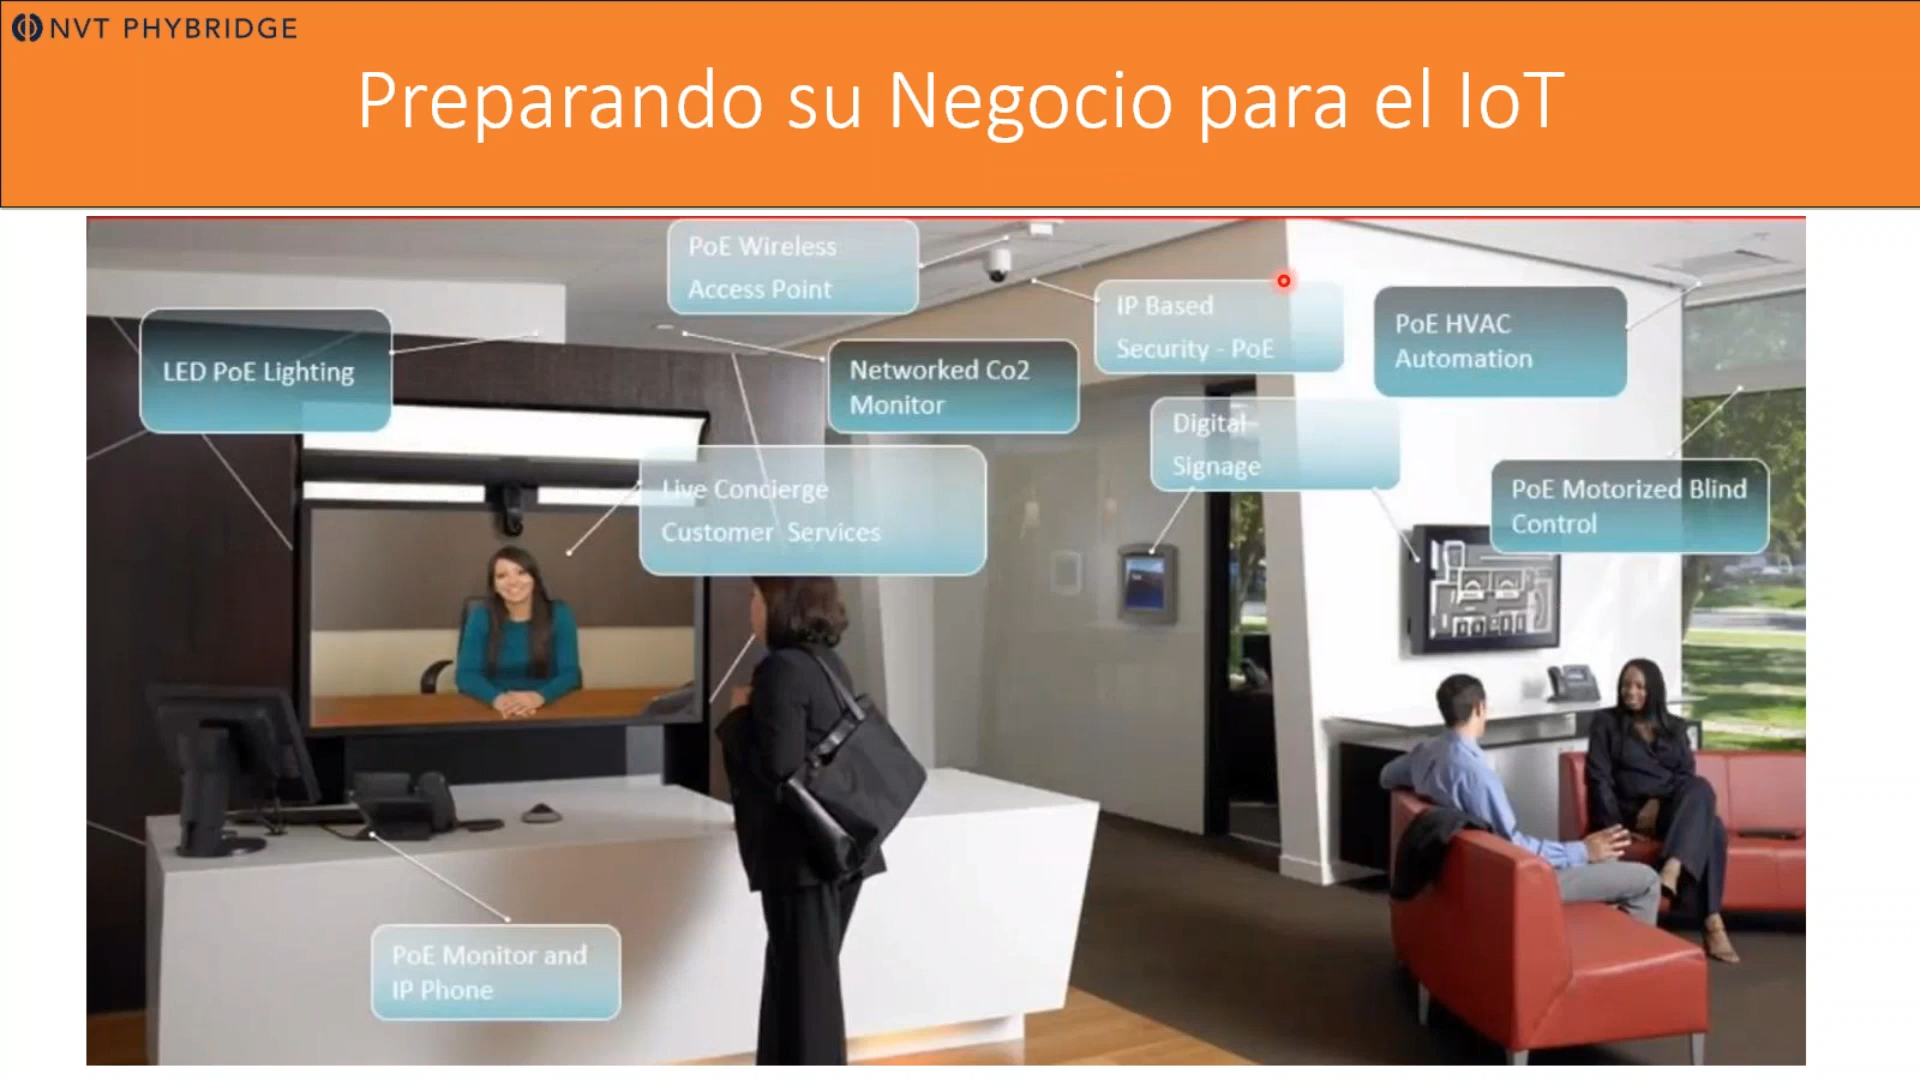 NVT PHYBRIDGE
Preparando su Negocio para el IoT
PoE Wireless
Access Point
IP Based
Security - PoE
PoE HVAC
Automation
LED PoE Lighting
Networked Co2
Monitor
Digital
Signage
Live Concierge
Customer Services
PoE Motorized Blind
Control
PoE Monitor and
IP Phone